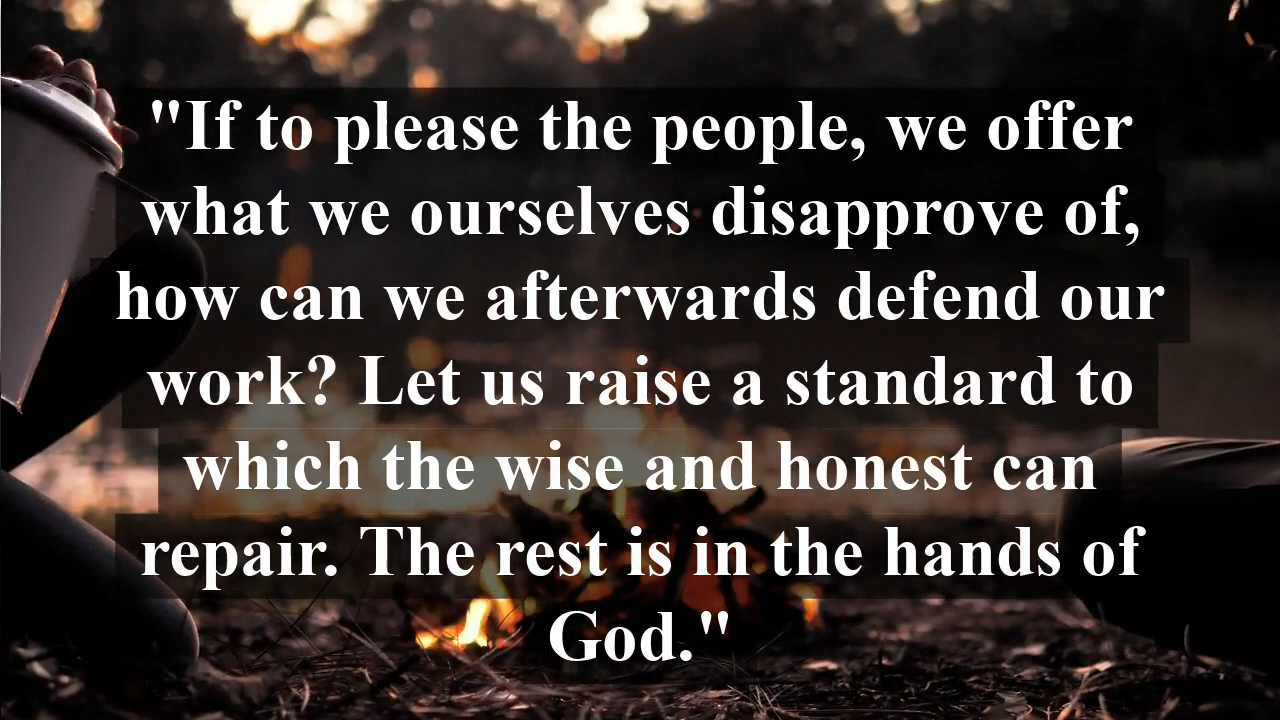 "If to please the people, we offer
what we ourselves disapprove of,
how can we afterwards defend our
work? Let us raise a standard to
which the wise and honest can
repair. The rest is in the hands of
God."